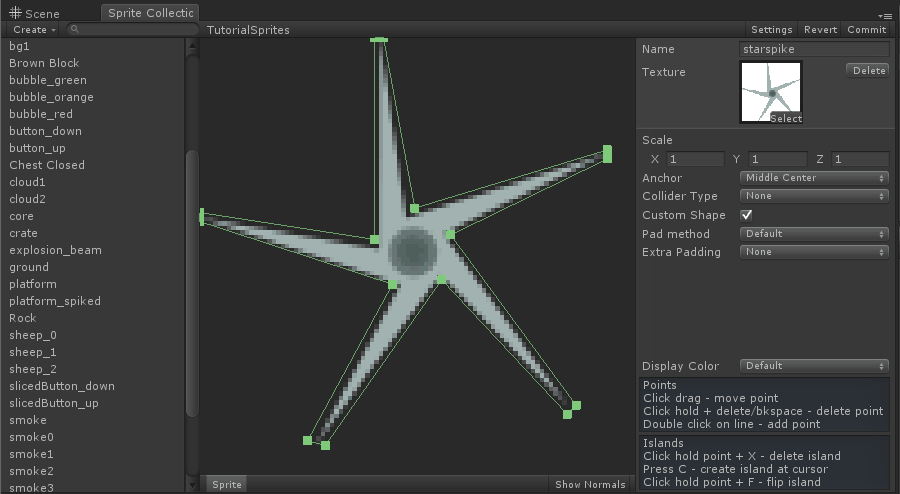 Scene
Sprite Collectic
Create
TutorialSprites
Settings
Revert
Commit
bg1
Brown Block
bubble_green
bubble_orange
bubble_red
button_down
button_up
Chest Closed
cloud1
cloud2
core
crate
explosion_beam
ground
platform
platform_spiked
Rock
sheep_0
sheep_1
sheep_2
slicedButton_down
slicedButton_up
smoke
smoke0
smoke1
smoke2
smoke3
Sprite
Show Normals
Name starspike
Texture
Delete
Select
Scale
X 1 Y 1 Z 1
Anchor Middle Center
Collider Type None
Custom Shape
Pad method Default
Extra Padding None
Display Color Default
Points
Click drag - move point
Click hold + delete/bkspace - delete point
Double click on line - add point
Islands
Click hold point + X - delete island
Press C - create island at cursor
Click hold point + F - flip island